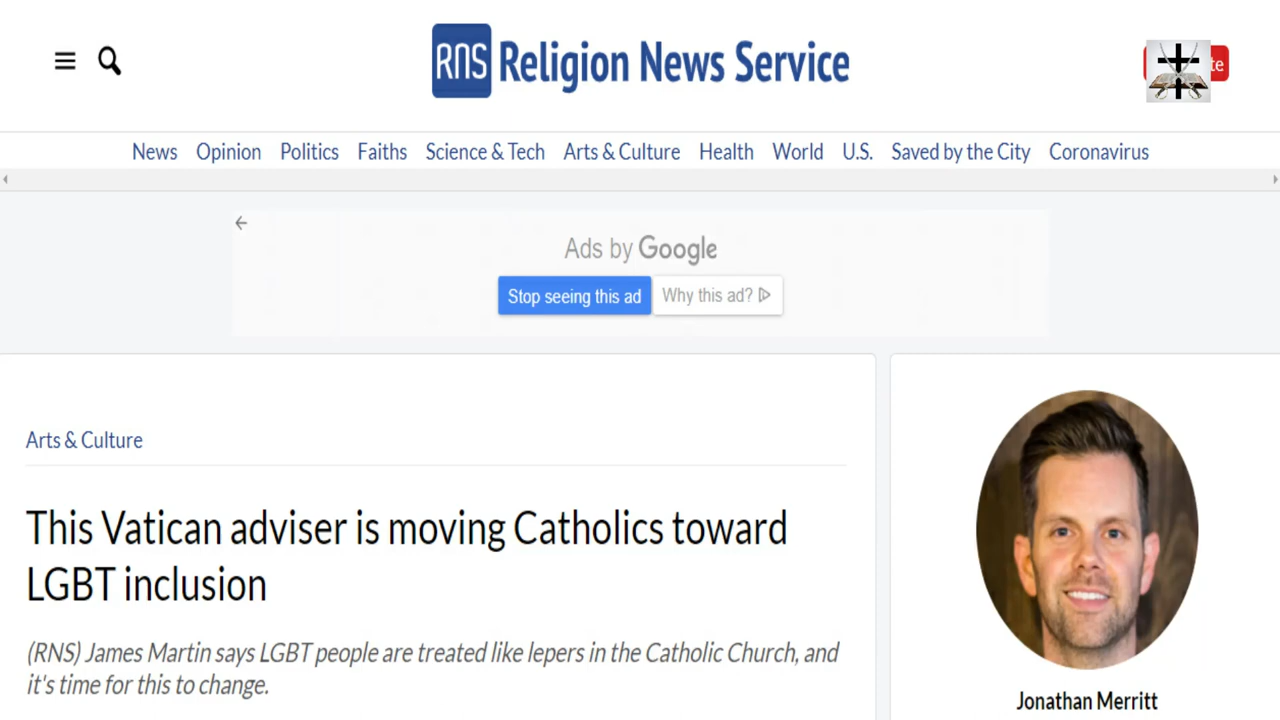 RNS Religion News Service
te
News Opinion Politics Faiths Science & Tech Arts & Culture Health World U.S. Saved by the City Coronavirus
Ads by Google
Stop seeing this ad Why this ad?
Arts & Culture
This Vatican adviser is moving Catholics toward
LGBT inclusion
(RNS) James Martin says LGBT people are treated like lepers in the Catholic Church, and
it's time for this to change.
Jonathan Merritt